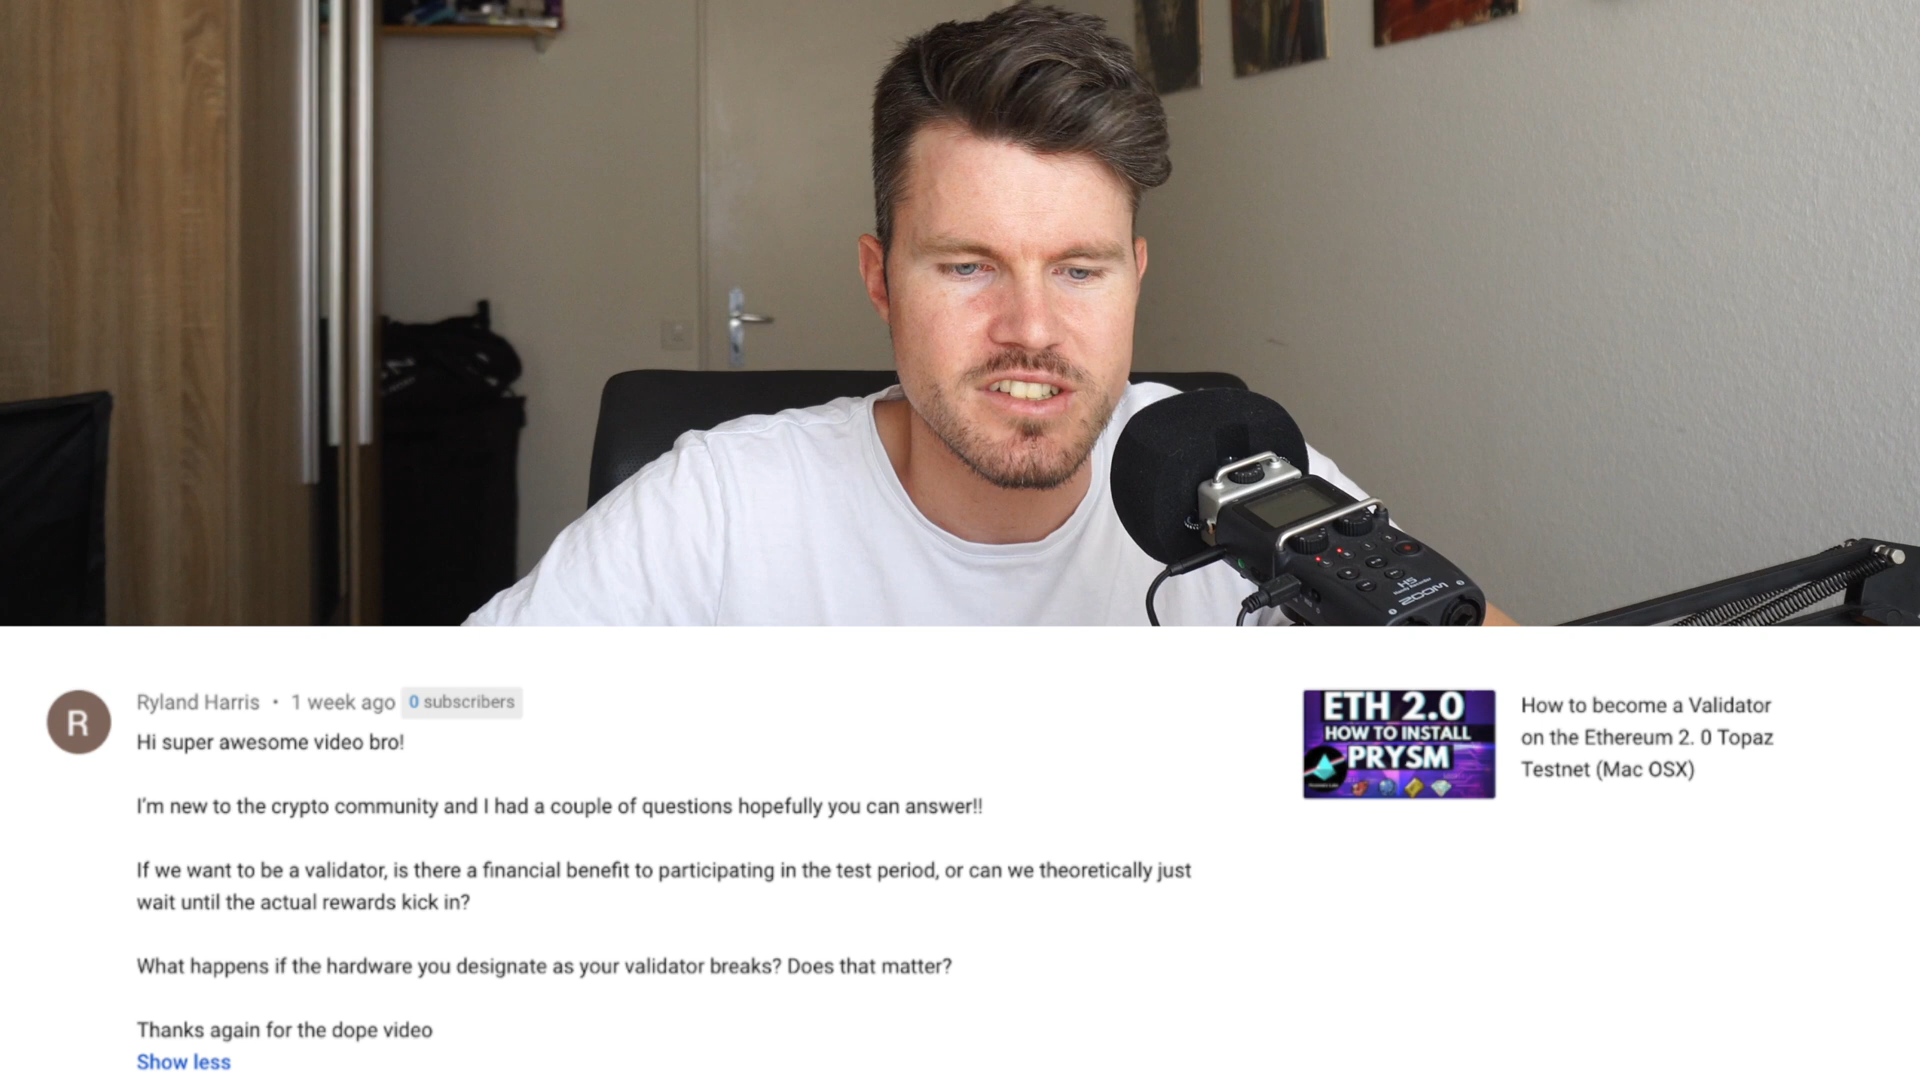 H5
ZOOM
Ryland Harris • 1 week ago 0 subscribers
R
Hi super awesome video bro!
I'm new to the crypto community and I had a couple of questions hopefully you can answer!!
If we want to be a validator, is there a financial benefit to participating in the test period, or can we theoretically just
wait until the actual rewards kick in?
What happens if the hardware you designate as your validator breaks? Does that matter?
Thanks again for the dope video
Show less
ETH 2.0
HOW TO INSTALL
PRYSM
How to become a Validator
on the Ethereum 2. 0 Topaz
Testnet (Mac OSX)